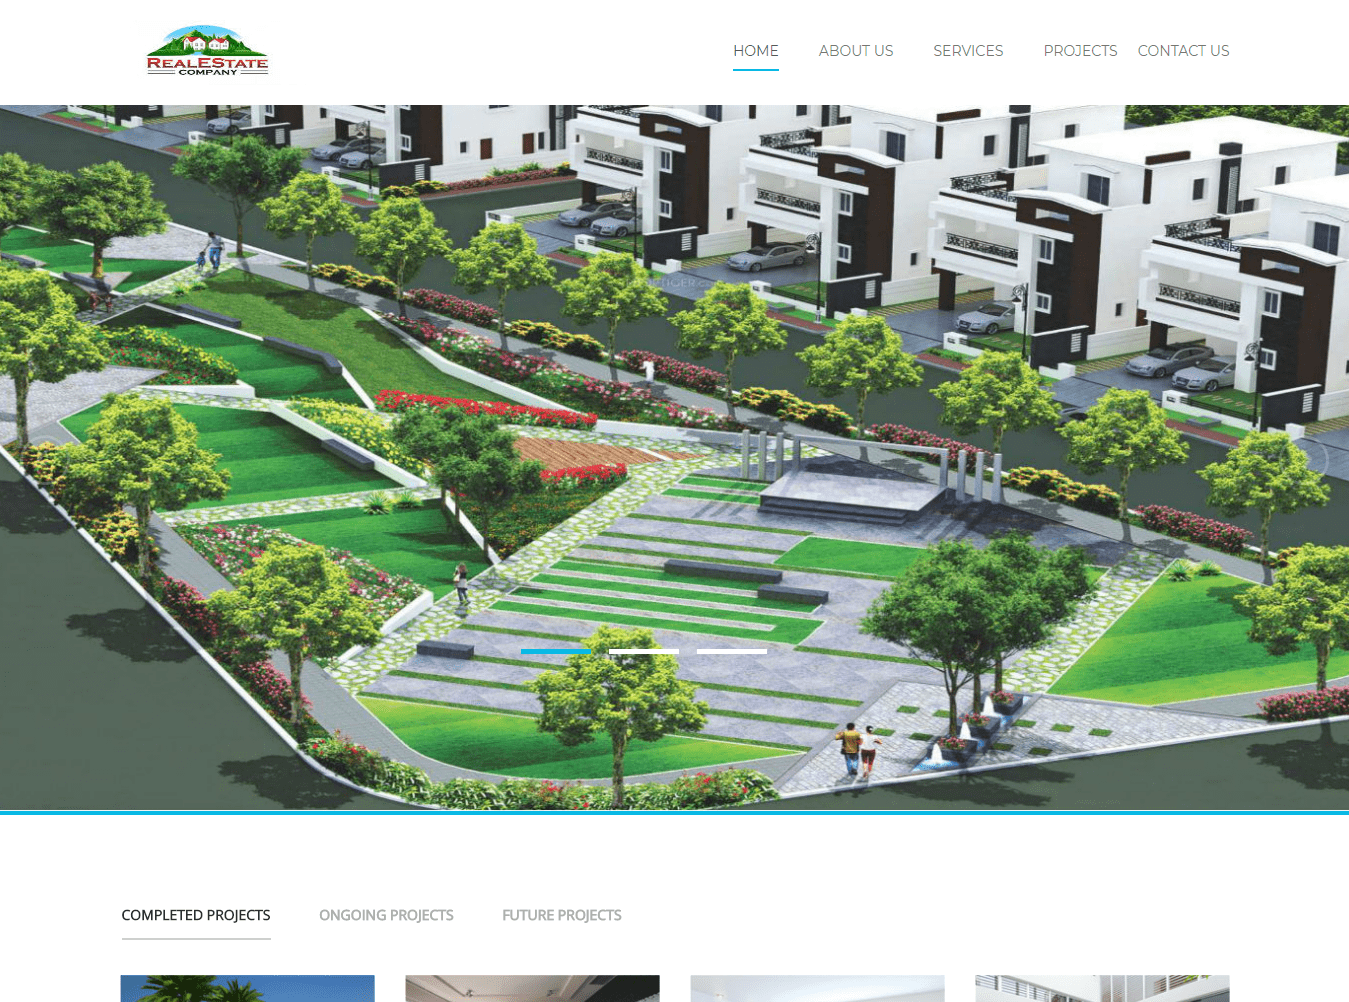 REALESTATE
COMPANY
HOME ABOUT US SERVICES PROJECTS CONTACT US
COMPLETED PROJECTS ONGOING PROJECTS FUTURE PROJECTS